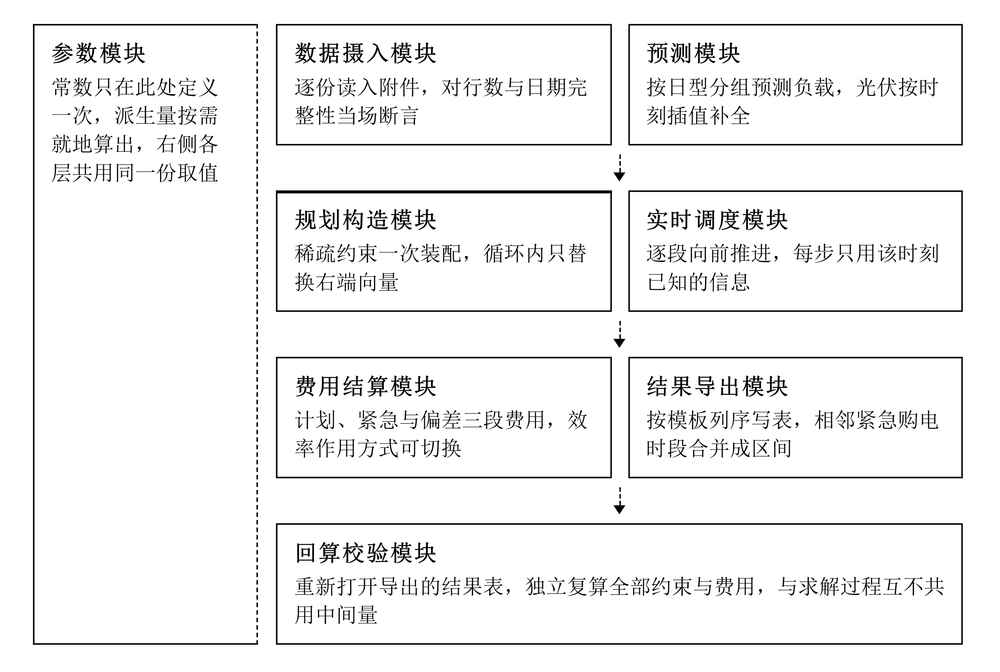 参数模块
常数只在此处定义
一次，派生量按需
就地算出，右侧各
层共用同一份取值
数据摄入模块
逐份读入附件，对行数与日期完
整性当场断言
预测模块
按日型分组预测负载，光伏按时
刻插值补全
规划构造模块
稀疏约束一次装配，循环内只替
换右端向量
实时调度模块
逐段向前推进，每步只用该时刻
已知的信息
费用结算模块
计划、紧急与偏差三段费用，效
率作用方式可切换
结果导出模块
按模板列序写表，相邻紧急购电
时段合并成区间
回算校验模块
重新打开导出的结果表，独立复算全部约束与费用，与求解过程互不共
用中间量